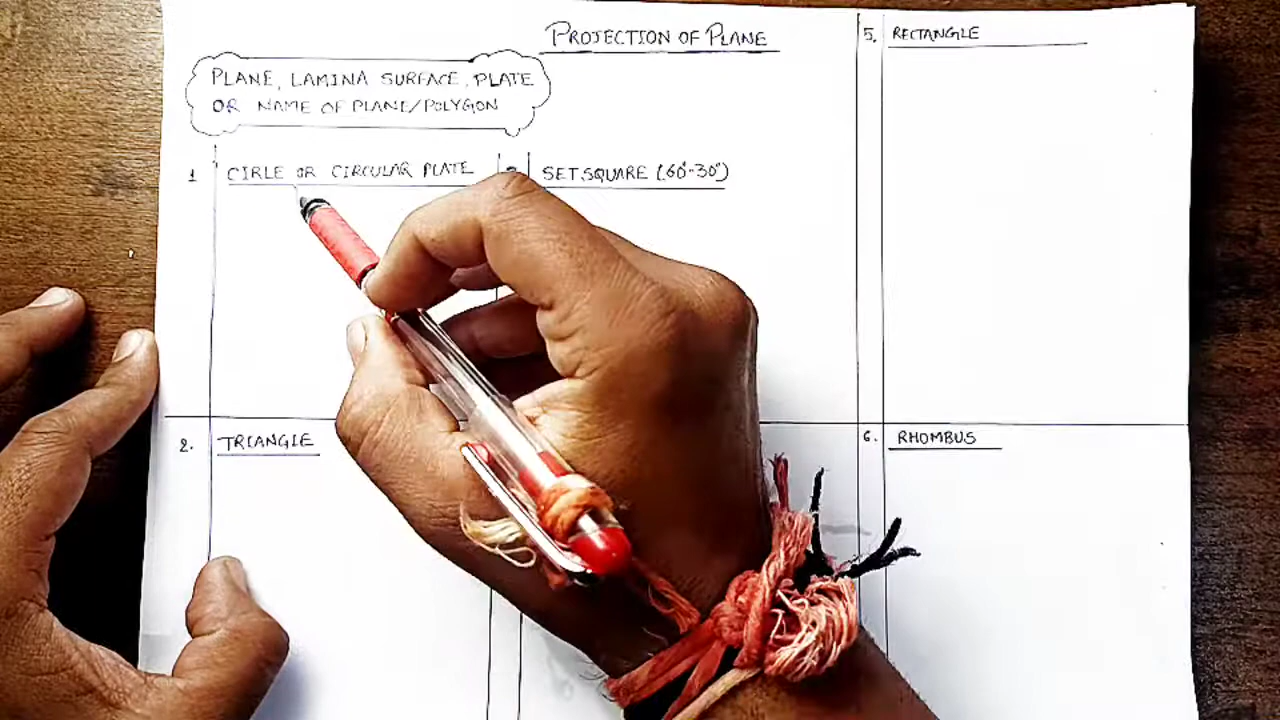 PROJECTION OF PLANE
PLANE, LAMINA SURFACE, PLATE
OR NAME OF PLANE/POLYGON
1 CIRLE OR CIRCULAR PLATE
SET SQUARE (60°-30°)
2. TRIANGLE
5. RECTANGLE
6. RHOMBUS